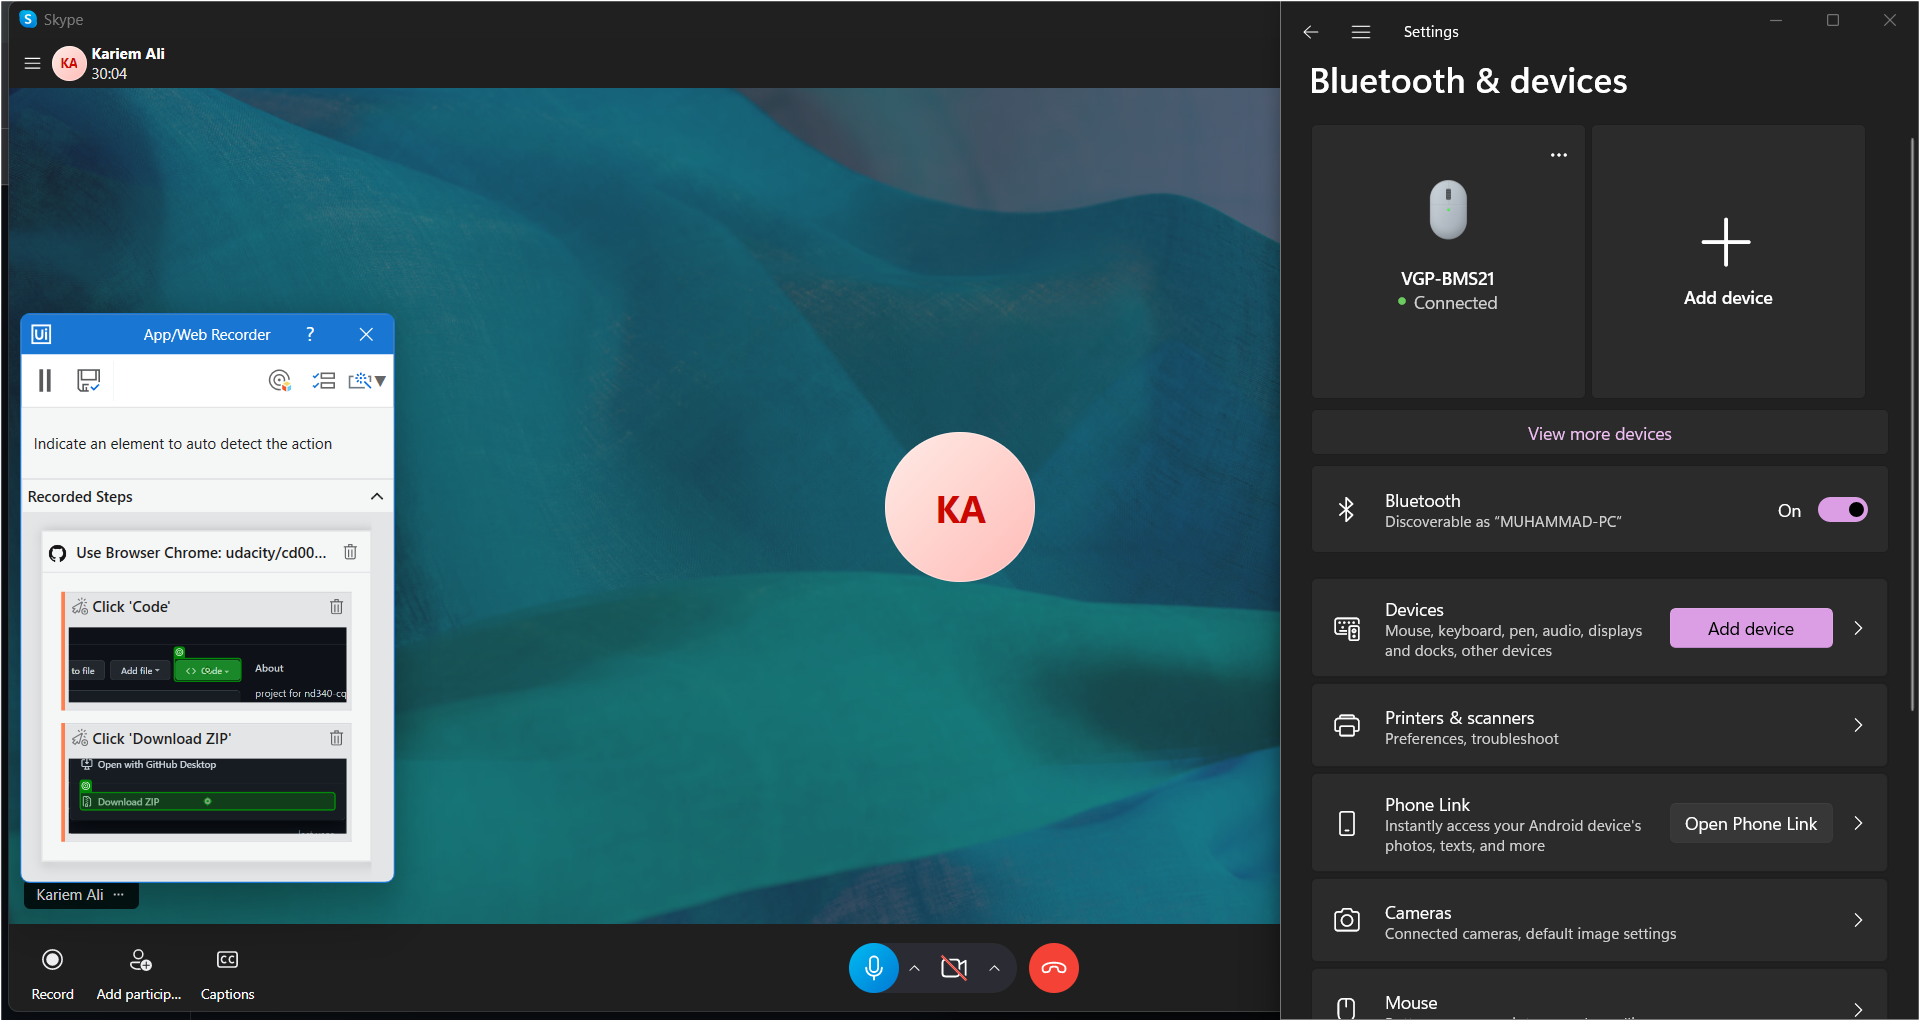 Skype
KA
Kariem Ali
30:04
Ui
App/Web Recorder
?
Indicate an element to auto detect the action
Recorded Steps
Use Browser Chrome: udacity/cd00...
Click 'Code'
to file
Add file
Code
About
project for nd340-cq
Click 'Download ZIP'
Open with GitHub Desktop
Download ZIP
KA
Kariem Ali ...
Record
Add particip...
CC
Captions
Settings
Bluetooth & devices
VGP-BMS21
Connected
Add device
View more devices
Bluetooth
Discoverable as “MUHAMMAD-PC”
On
Devices
Mouse, keyboard, pen, audio, displays
and docks, other devices
Add device
Printers & scanners
Preferences, troubleshoot
Phone Link
Instantly access your Android device's
photos, texts, and more
Open Phone Link
Cameras
Connected cameras, default image settings
Mouse